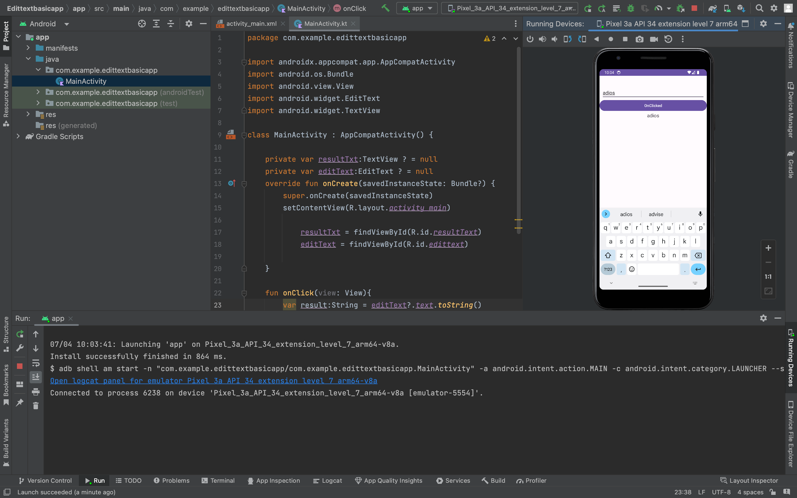 Edittextbasicapp
app
src
main
java
com
example
edittextbasicapp
MainActivity
onClick
app
Pixel_3a_API_34_extension_level_7_
Android
activity_main.xml
MainActivity.kt
Running Devices:
Pixel 3a API 34 extension level 7 arm64
app
manifests
java
com.example.edittextbasicapp
MainActivity
com.example.edittextbasicapp (androidTest)
com.example.edittextbasicapp (test)
res
res (generated)
Gradle Scripts
Project
Resource Manager
Structure
Bookmarks
Build Variants
1 package com.example.edittextbasicapp
2
3 import androidx.appcompat.app.AppCompatActivity
4 import android.os.Bundle
5 import android.view.View
6 import android.widget.EditText
7 import android.widget.TextView
8
9 class MainActivity : AppCompatActivity() {
10
11 private var resultTxt:TextView ? = null
12 private var editText:EditText ? = null
13 override fun onCreate(savedInstanceState: Bundle?) {
14 super.onCreate(savedInstanceState)
15 setContentView(R.layout.activity_main)
16
17 resultTxt = findViewById(R.id.resultText)
18 editText = findViewById(R.id.edittext)
19
20 }
21
22 fun onClick(view: View){
23 var result:String = editText?.text.toString()
2
adios
OnClicked
adios
adios
advise
q w e r t y u i o p
a s d f g h j k l
z x c v b n m
?123 , .
1:1
Notifications
Device Manager
Gradle
Running Devices
Device File Explorer
Run:
app
07/04 10:03:41: Launching 'app' on Pixel_3a_API_34_extension_level_7_arm64-v8a.
Install successfully finished in 864 ms.
$ adb shell am start -n "com.example.edittextbasicapp/com.example.edittextbasicapp.MainActivity" -a android.intent.action.MAIN -c android.intent.category.LAUNCHER --s
Open logcat panel for emulator Pixel 3a API 34 extension level 7 arm64-v8a
Connected to process 6238 on device 'Pixel_3a_API_34_extension_level_7_arm64-v8a [emulator-5554]'.
Version Control
Run
TODO
Problems
Terminal
App Inspection
Logcat
App Quality Insights
Services
Build
Profiler
Layout Inspector
Launch succeeded (a minute ago)
23:38
LF
UTF-8
4 spaces